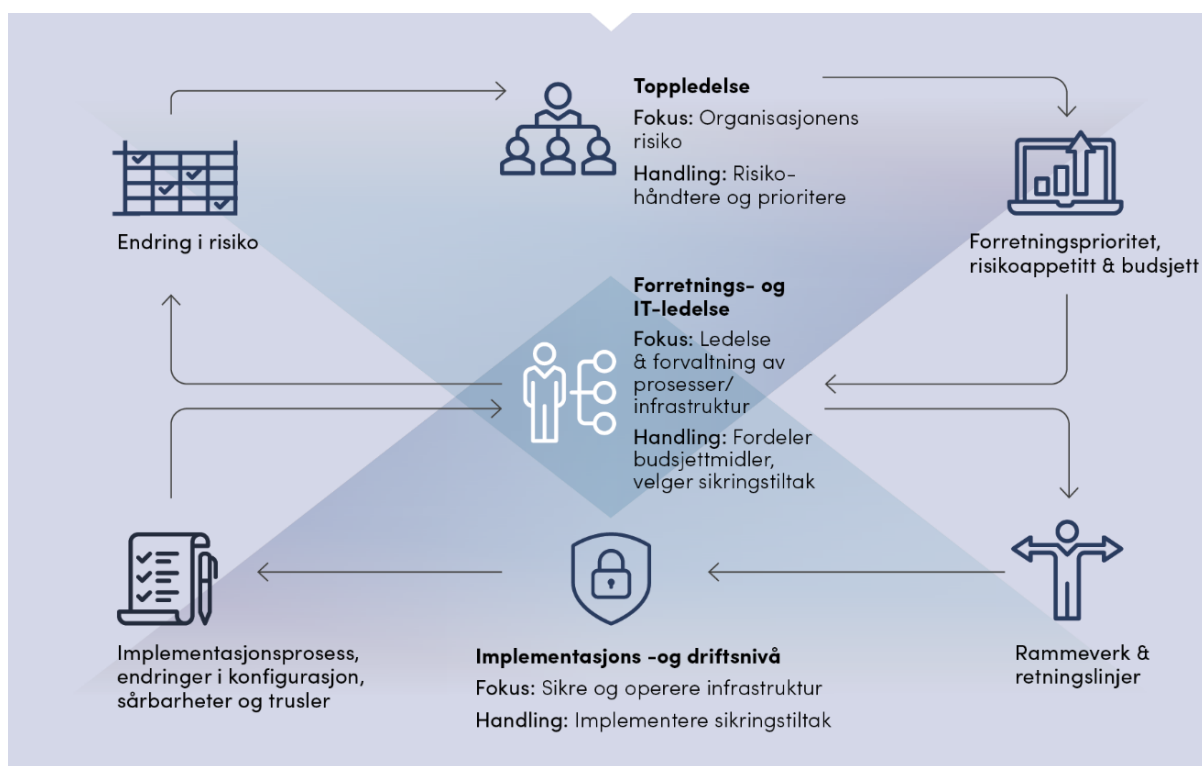 Toppledelse
Fokus: Organisasjonens
risiko
Handling: Risiko-
håndtere og prioritere
Endring i risiko
Forretningsprioritet,
risikoappetitt & budsjett
Forretnings- og
IT-ledelse
Fokus: Ledelse
& forvaltning av
prosesser/
infrastruktur
Handling: Fordeler
budsjettmidler,
velger sikringstiltak
Implementasjonsprosess,
endringer i konfigurasjon,
sårbarheter og trusler
Implementasjons -og driftsnivå
Fokus: Sikre og operere infrastruktur
Handling: Implementere sikringstiltak
Rammeverk &
retningslinjer